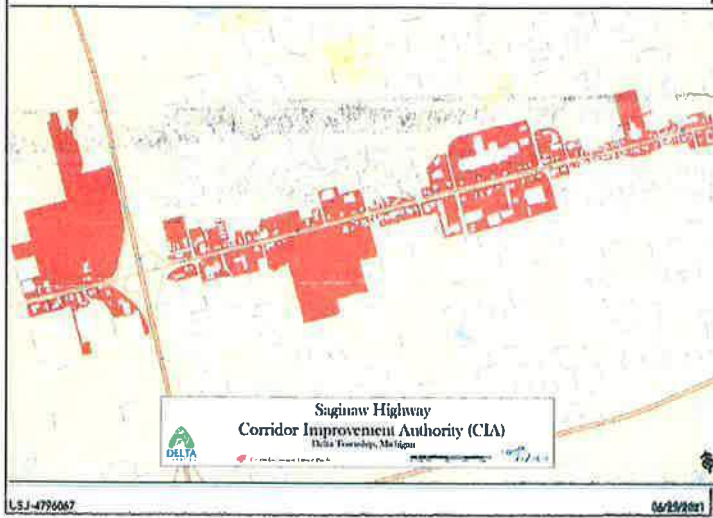 Saginaw Highway
Corridor Improvement Authority (CIA)
Delta Township, Michigan
DELTA
LSJ-4796067
06/29/2021